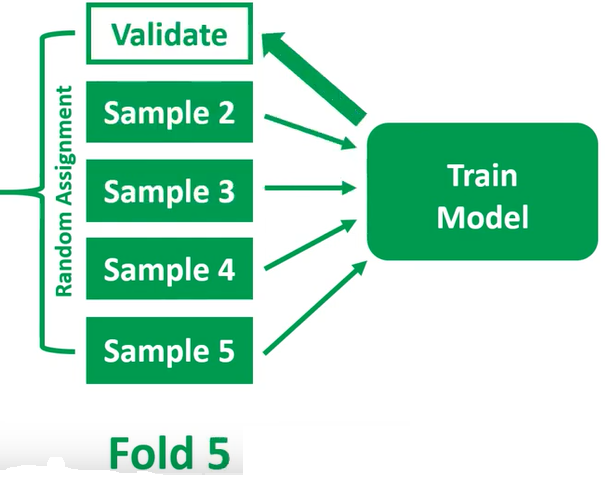 Validate
Random Assignment
Sample 2
Sample 3
Sample 4
Sample 5
Train
Model
Fold 5